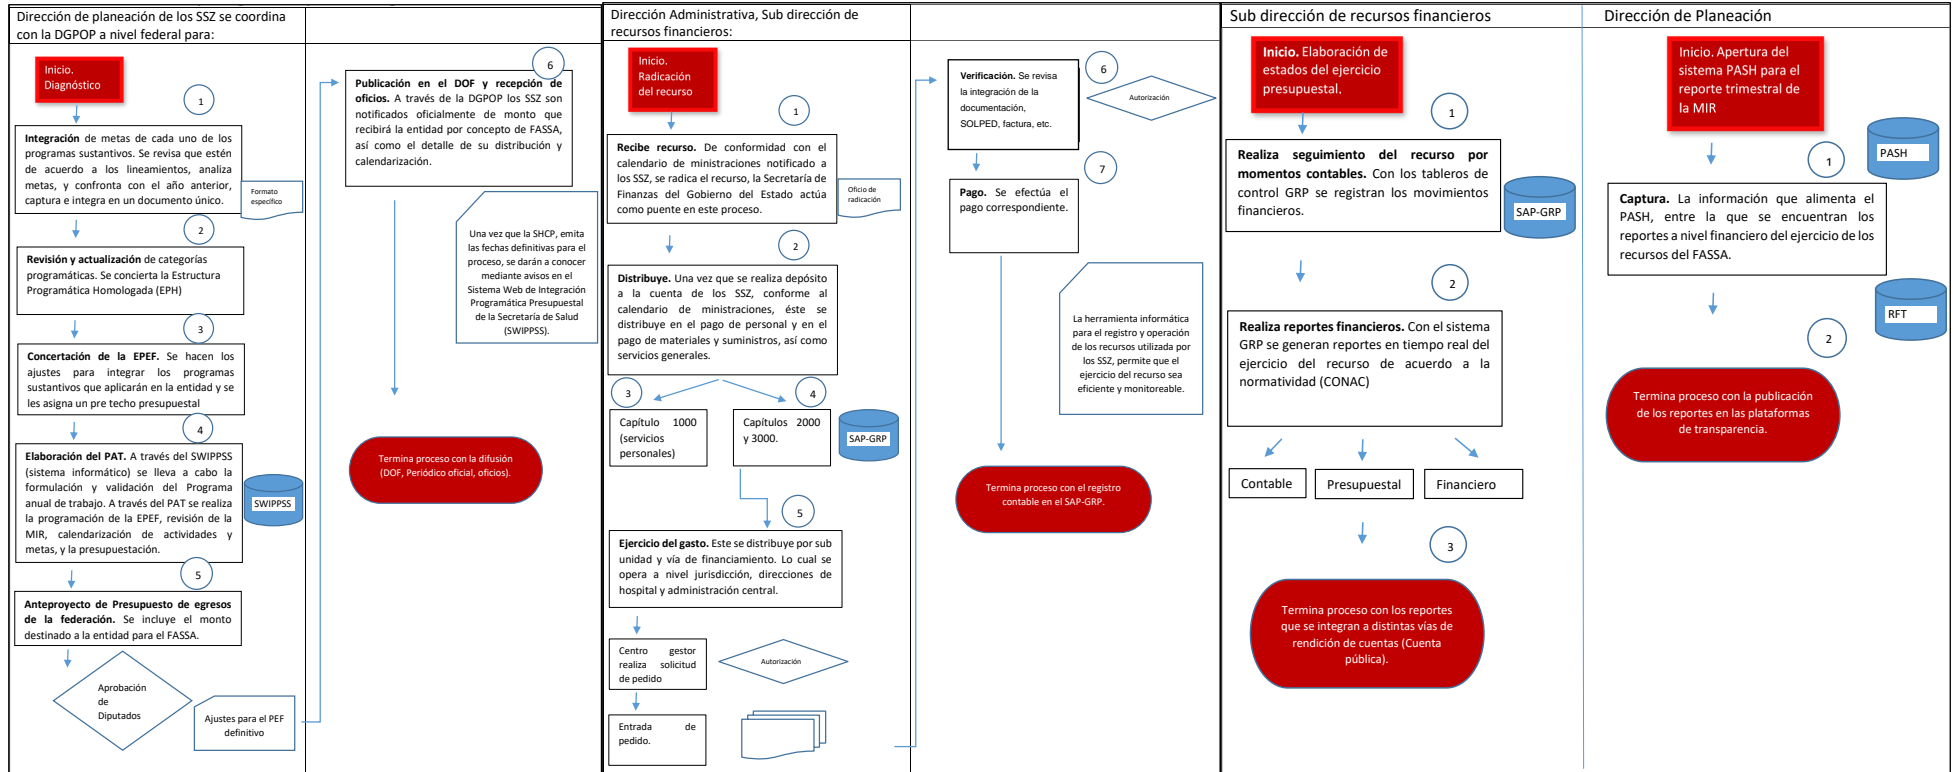 Dirección de planeación de los SSZ se coordina
con la DGPOP a nivel federal para:
Inicio.
Diagnóstico
1
Integración de metas de cada uno de los
programas sustantivos. Se revisa que estén
de acuerdo a los lineamientos, analiza
metas, y confronta con el año anterior,
captura e integra en un documento único.
Formato
específico
2
Revisión y actualización de categorías
programáticas. Se concierta la Estructura
Programática Homologada (EPH)
3
Concertación de la EPEF. Se hacen los
ajustes para integrar los programas
sustantivos que aplicarán en la entidad y se
les asigna un pre techo presupuestal
4
Elaboración del PAT. A través del SWIPPSS
(sistema informático) se lleva a cabo la
formulación y validación del Programa
anual de trabajo. A través del PAT se realiza
la programación de la EPEF, revisión de la
MIR, calendarización de actividades y
metas, y la presupuestación.
SWIPPSS
5
Anteproyecto de Presupuesto de egresos
de la federación. Se incluye el monto
destinado a la entidad para el FASSA.
Aprobación
de
Diputados
Ajustes para el PEF
definitivo
6
Publicación en el DOF y recepción de
oficios. A través de la DGPOP los SSZ son
notificados oficialmente de monto que
recibirá la entidad por concepto de FASSA,
así como el detalle de su distribución y
calendarización.
Una vez que la SHCP, emita
las fechas definitivas para el
proceso, se darán a conocer
mediante avisos en el
Sistema Web de Integración
Programática Presupuestal
de la Secretaría de Salud
(SWIPPSS).
Termina proceso con la difusión
(DOF, Periódico oficial, oficios).
Dirección Administrativa, Sub dirección de
recursos financieros:
Inicio.
Radicación
del recurso
1
Recibe recurso. De conformidad con el
calendario de ministraciones notificado a
los SSZ, se radica el recurso, la Secretaría de
Finanzas del Gobierno del Estado actúa
como puente en este proceso.
Oficio de
radicación
2
Distribuye. Una vez que se realiza depósito
a la cuenta de los SSZ, conforme al
calendario de ministraciones, éste se
distribuye en el pago de personal y en el
pago de materiales y suministros, así como
servicios generales.
3
Capítulo 1000
(servicios
personales)
4
Capítulos 2000
y 3000.
SAP-GRP
5
Ejercicio del gasto. Este se distribuye por sub
unidad y vía de financiamiento. Lo cual se
opera a nivel jurisdicción, direcciones de
hospital y administración central.
Centro gestor
realiza solicitud
de pedido
Autorización
Entrada de
pedido.
6
Verificación. Se revisa
la integración de la
documentación,
SOLPED, factura, etc.
Autorización
7
Pago. Se efectúa el
pago correspondiente.
La herramienta informática
para el registro y operación
de los recursos utilizada por
los SSZ, permite que el
ejercicio del recurso sea
eficiente y monitoreable.
Termina proceso con el registro
contable en el SAP-GRP.
Sub dirección de recursos financieros
Inicio. Elaboración de
estados del ejercicio
presupuestal.
1
Realiza seguimiento del recurso por
momentos contables. Con los tableros de
control GRP se registran los movimientos
financieros.
SAP-GRP
2
Realiza reportes financieros. Con el sistema
GRP se generan reportes en tiempo real del
ejercicio del recurso de acuerdo a la
normatividad (CONAC)
Contable
Presupuestal
Financiero
3
Termina proceso con los reportes
que se integran a distintas vías de
rendición de cuentas (Cuenta
pública).
Dirección de Planeación
Inicio. Apertura del
sistema PASH para el
reporte trimestral de
la MIR
1
PASH
Captura. La información que alimenta el
PASH, entre la que se encuentran los
reportes a nivel financiero del ejercicio de los
recursos del FASSA.
RFT
2
Termina proceso con la publicación
de los reportes en las plataformas
de transparencia.